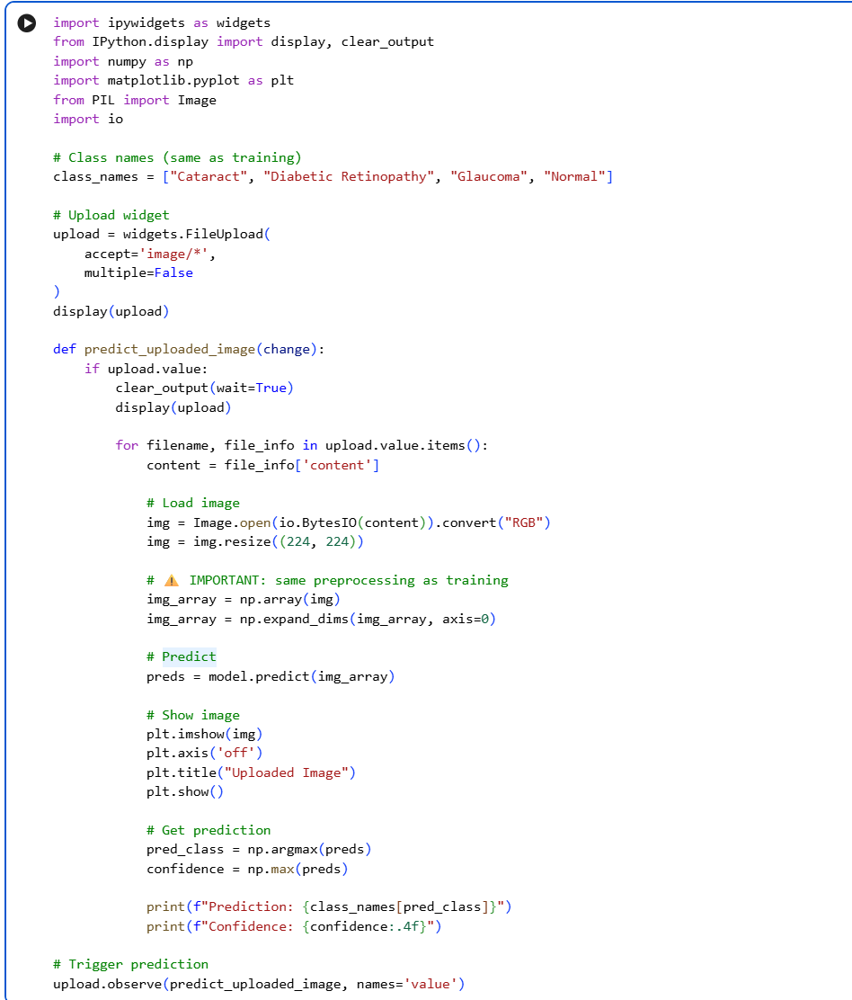 import ipywidgets as widgets
from IPython.display import display, clear_output
import numpy as np
import matplotlib.pyplot as plt
from PIL import Image
import io

# Class names (same as training)
class_names = ["Cataract", "Diabetic Retinopathy", "Glaucoma", "Normal"]

# Upload widget
upload = widgets.FileUpload(
    accept='image/*',
    multiple=False
)
display(upload)

def predict_uploaded_image(change):
    if upload.value:
        clear_output(wait=True)
        display(upload)

        for filename, file_info in upload.value.items():
            content = file_info['content']

            # Load image
            img = Image.open(io.BytesIO(content)).convert("RGB")
            img = img.resize((224, 224))

            # ⚠️ IMPORTANT: same preprocessing as training
            img_array = np.array(img)
            img_array = np.expand_dims(img_array, axis=0)

            # Predict
            preds = model.predict(img_array)

            # Show image
            plt.imshow(img)
            plt.axis('off')
            plt.title("Uploaded Image")
            plt.show()

            # Get prediction
            pred_class = np.argmax(preds)
            confidence = np.max(preds)

            print(f"Prediction: {class_names[pred_class]}")
            print(f"Confidence: {confidence:.4f}")

# Trigger prediction
upload.observe(predict_uploaded_image, names='value')